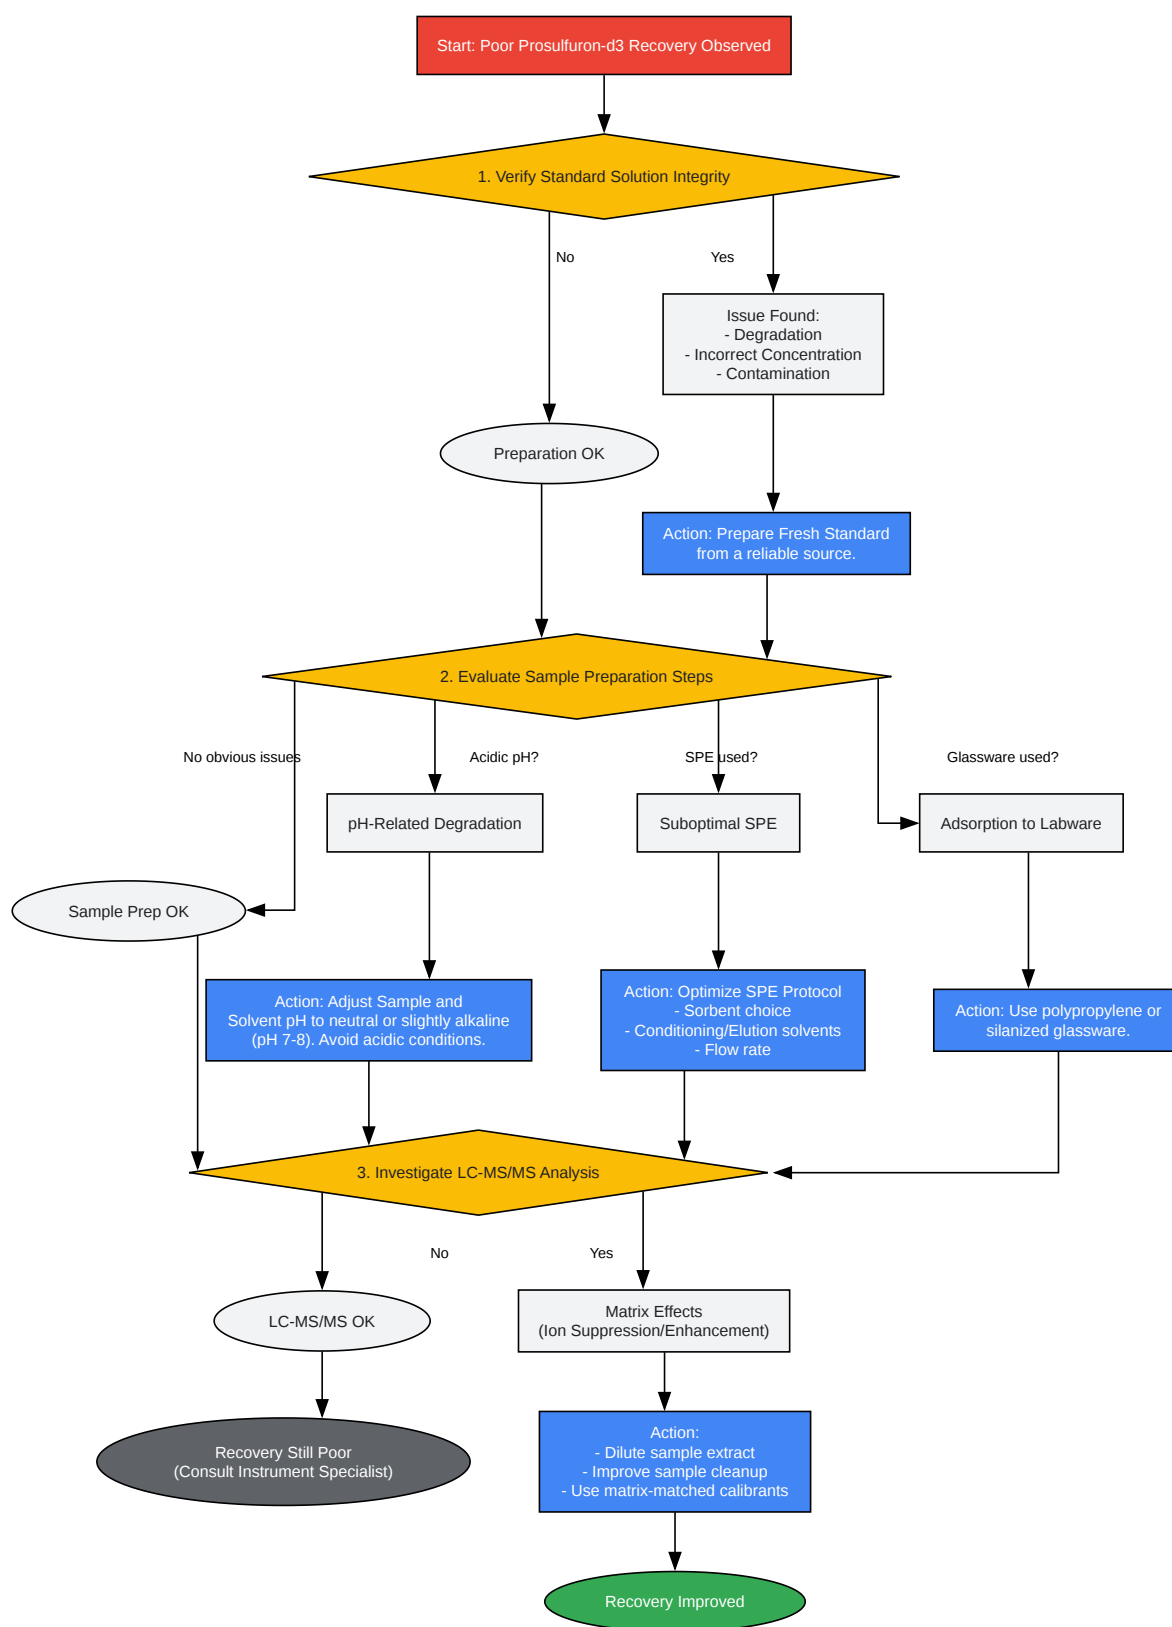 Start: Poor Prosulfuron-d3 Recovery Observed
1. Verify Standard Solution Integrity
No
Yes
Issue Found:
- Degradation
- Incorrect Concentration
- Contamination
Preparation OK
Action: Prepare Fresh Standard
from a reliable source.
2. Evaluate Sample Preparation Steps
No obvious issues
Acidic pH?
SPE used?
Glassware used?
pH-Related Degradation
Suboptimal SPE
Adsorption to Labware
Sample Prep OK
Action: Adjust Sample and
Solvent pH to neutral or slightly alkaline
(pH 7-8). Avoid acidic conditions.
Action: Optimize SPE Protocol
- Sorbent choice
- Conditioning/Elution solvents
- Flow rate
Action: Use polypropylene or
silanized glassware.
3. Investigate LC-MS/MS Analysis
No
Yes
LC-MS/MS OK
Matrix Effects
(Ion Suppression/Enhancement)
Recovery Still Poor
(Consult Instrument Specialist)
Action:
- Dilute sample extract
- Improve sample cleanup
- Use matrix-matched calibrants
Recovery Improved